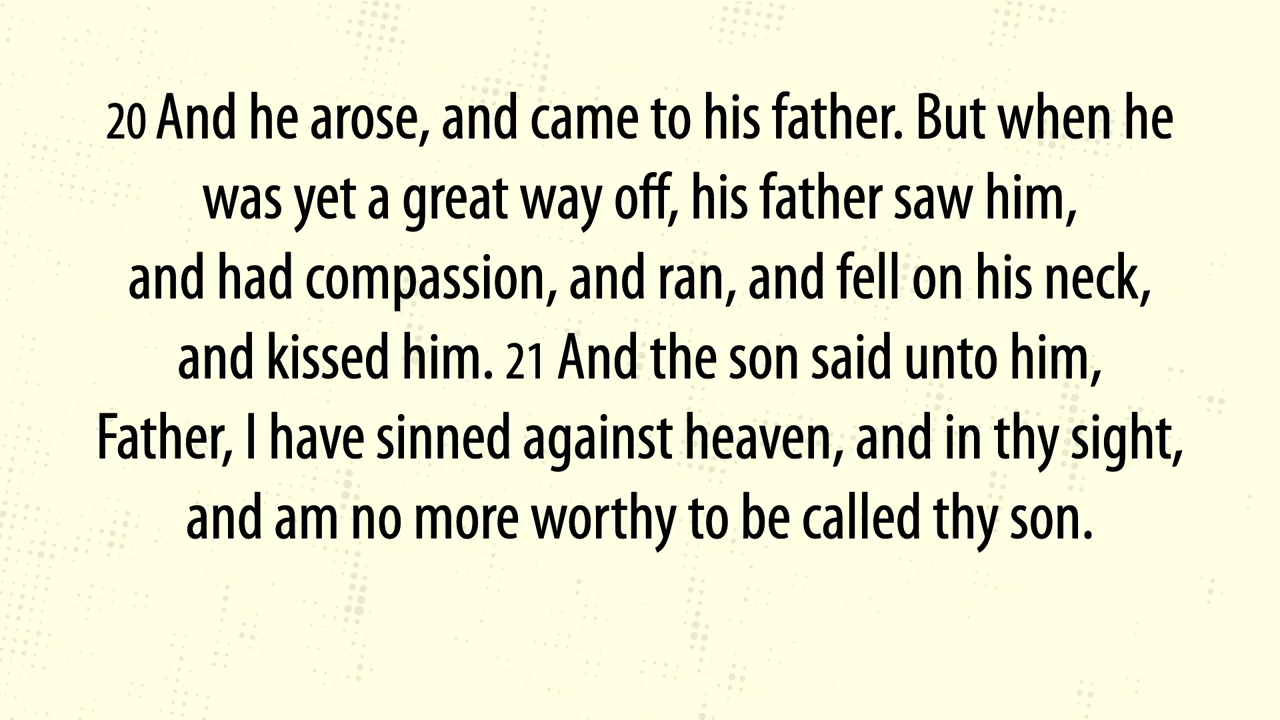 20 And he arose, and came to his father. But when he
was yet a great way off, his father saw him,
and had compassion, and ran, and fell on his neck,
and kissed him. 21 And the son said unto him,
Father, I have sinned against heaven, and in thy sight,
and am no more worthy to be called thy son.